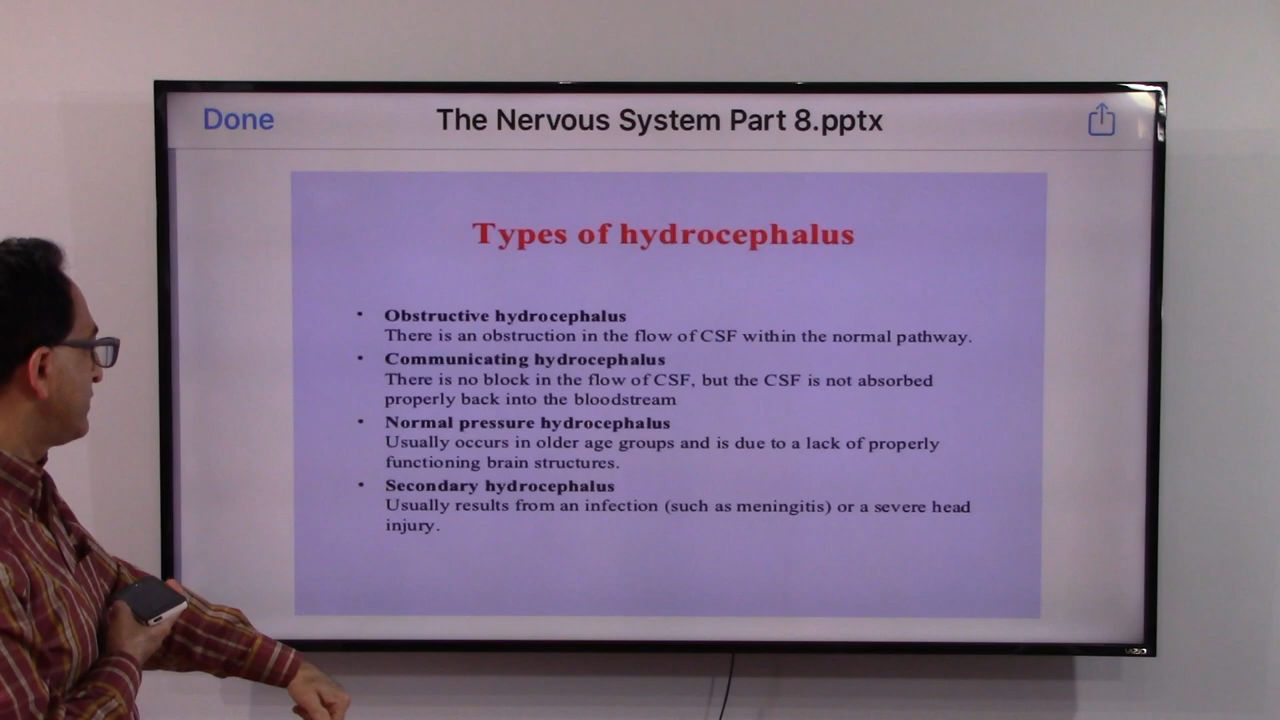 Done The Nervous System Part 8.pptx
Types of hydrocephalus
• Obstructive hydrocephalus
There is an obstruction in the flow of CSF within the normal pathway.
• Communicating hydrocephalus
There is no block in the flow of CSF, but the CSF is not absorbed
properly back into the bloodstream
• Normal pressure hydrocephalus
Usually occurs in older age groups and is due to a lack of properly
functioning brain structures.
• Secondary hydrocephalus
Usually results from an infection (such as meningitis) or a severe head
injury.
VIZIO